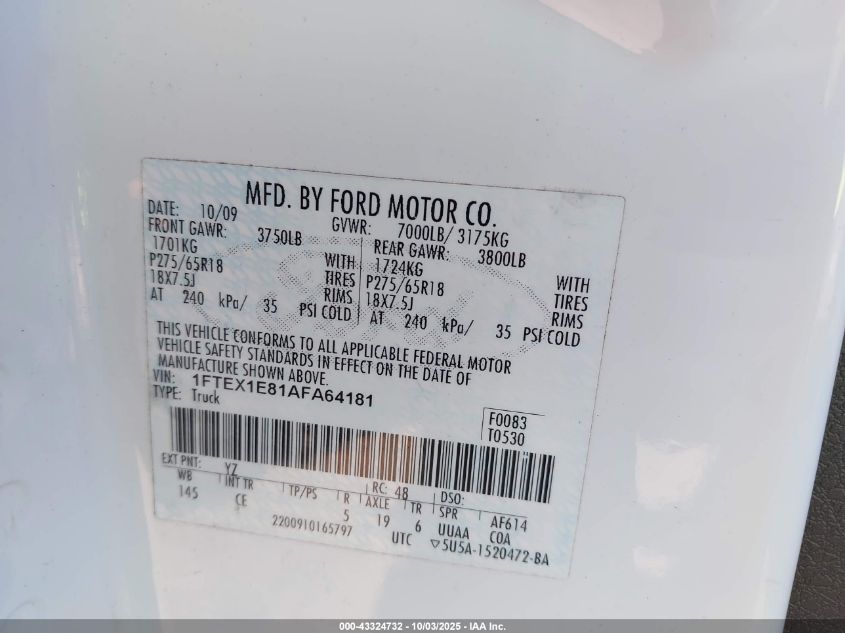 MFD. BY FORD MOTOR CO.
DATE: 10/09 GVWR: 7000LB/ 3175KG
FRONT GAWR: 3750LB REAR GAWR: 3800LB
1701KG WITH 1724KG WITH
P275/65R18 TIRES P275/65R18 TIRES
18X7.5J RIMS 18X7.5J RIMS
AT 240 kPa/ 35 PSI COLD AT 240 kPa/ 35 PSI COLD
THIS VEHICLE CONFORMS TO ALL APPLICABLE FEDERAL MOTOR
VEHICLE SAFETY STANDARDS IN EFFECT ON THE DATE OF
MANUFACTURE SHOWN ABOVE.
VIN: 1FTEX1E81AFA64181
TYPE: Truck
F0083
T0530
EXT PNT: YZ RC: 48 DSO:
WB INT TR TP/PS R AXLE TR SPR AF614
145 CE 5 19 6 UUAA COA
2200910165797 UTC ▽5U5A-1520472-BA
000-43324732 - 10/03/2025 - IAA Inc.